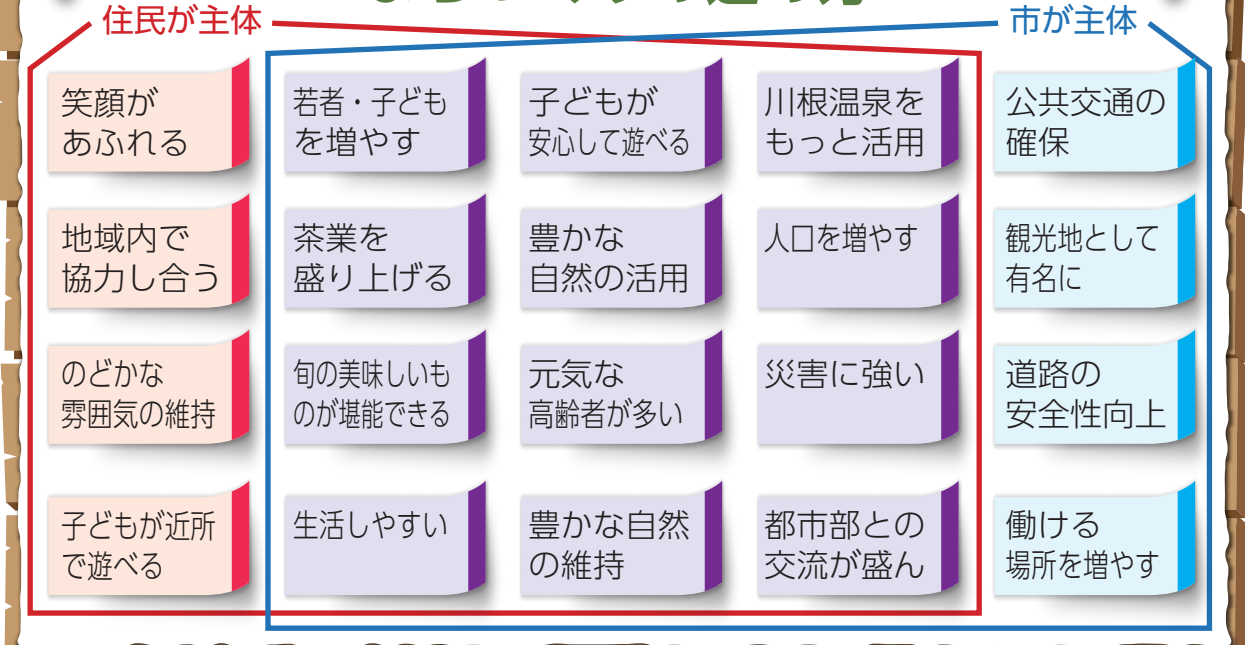 住民が主体
市が主体
笑顔が
あふれる
若者・子ども
を増やす
子どもが
安心して遊べる
川根温泉を
もっと活用
公共交通の
確保
地域内で
協力し合う
茶業を
盛り上げる
豊かな
自然の活用
人口を増やす
観光地として
有名に
のどかな
雰囲気の維持
旬の美味しいも
のが堪能できる
元気な
高齢者が多い
災害に強い
道路の
安全性向上
子どもが近所
で遊べる
生活しやすい
豊かな自然
の維持
都市部との
交流が盛ん
働ける
場所を増やす